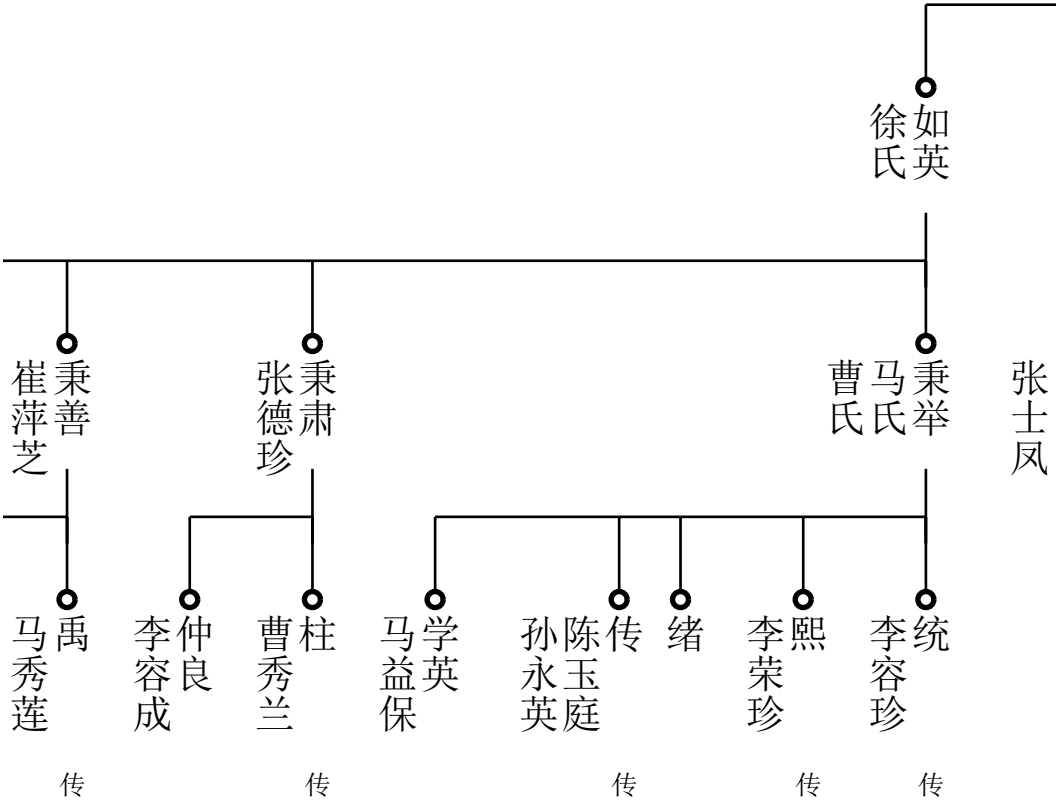 如英
徐氏
张士凤
秉举
马氏
曹氏
秉肃
张德珍
秉善
崔萍芝
统
李容珍
熙
李荣珍
绪
传
陈玉庭
孙永英
学英
马益保
柱
曹秀兰
仲良
李容成
禹
马秀莲
传
传
传
传
传